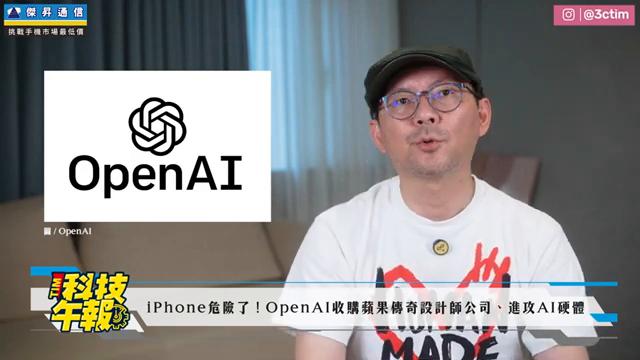 傑昇通信
挑戰手機市場最低價
@3ctim
OpenAI
圖 / OpenAI
科技午報
iPhone危險了！OpenAI收購蘋果傳奇設計師公司、進攻AI硬體
MADE